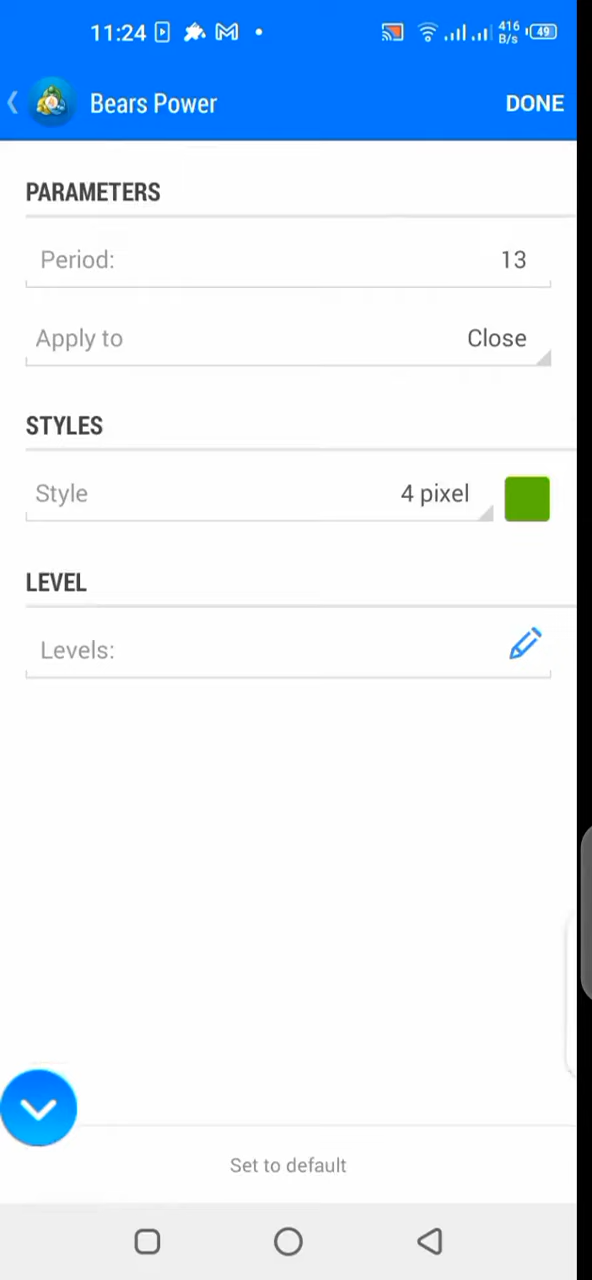 11:24
416
B/s
49
Bears Power
DONE
PARAMETERS
Period:
13
Apply to
Close
STYLES
Style
4 pixel
LEVEL
Levels:
Set to default